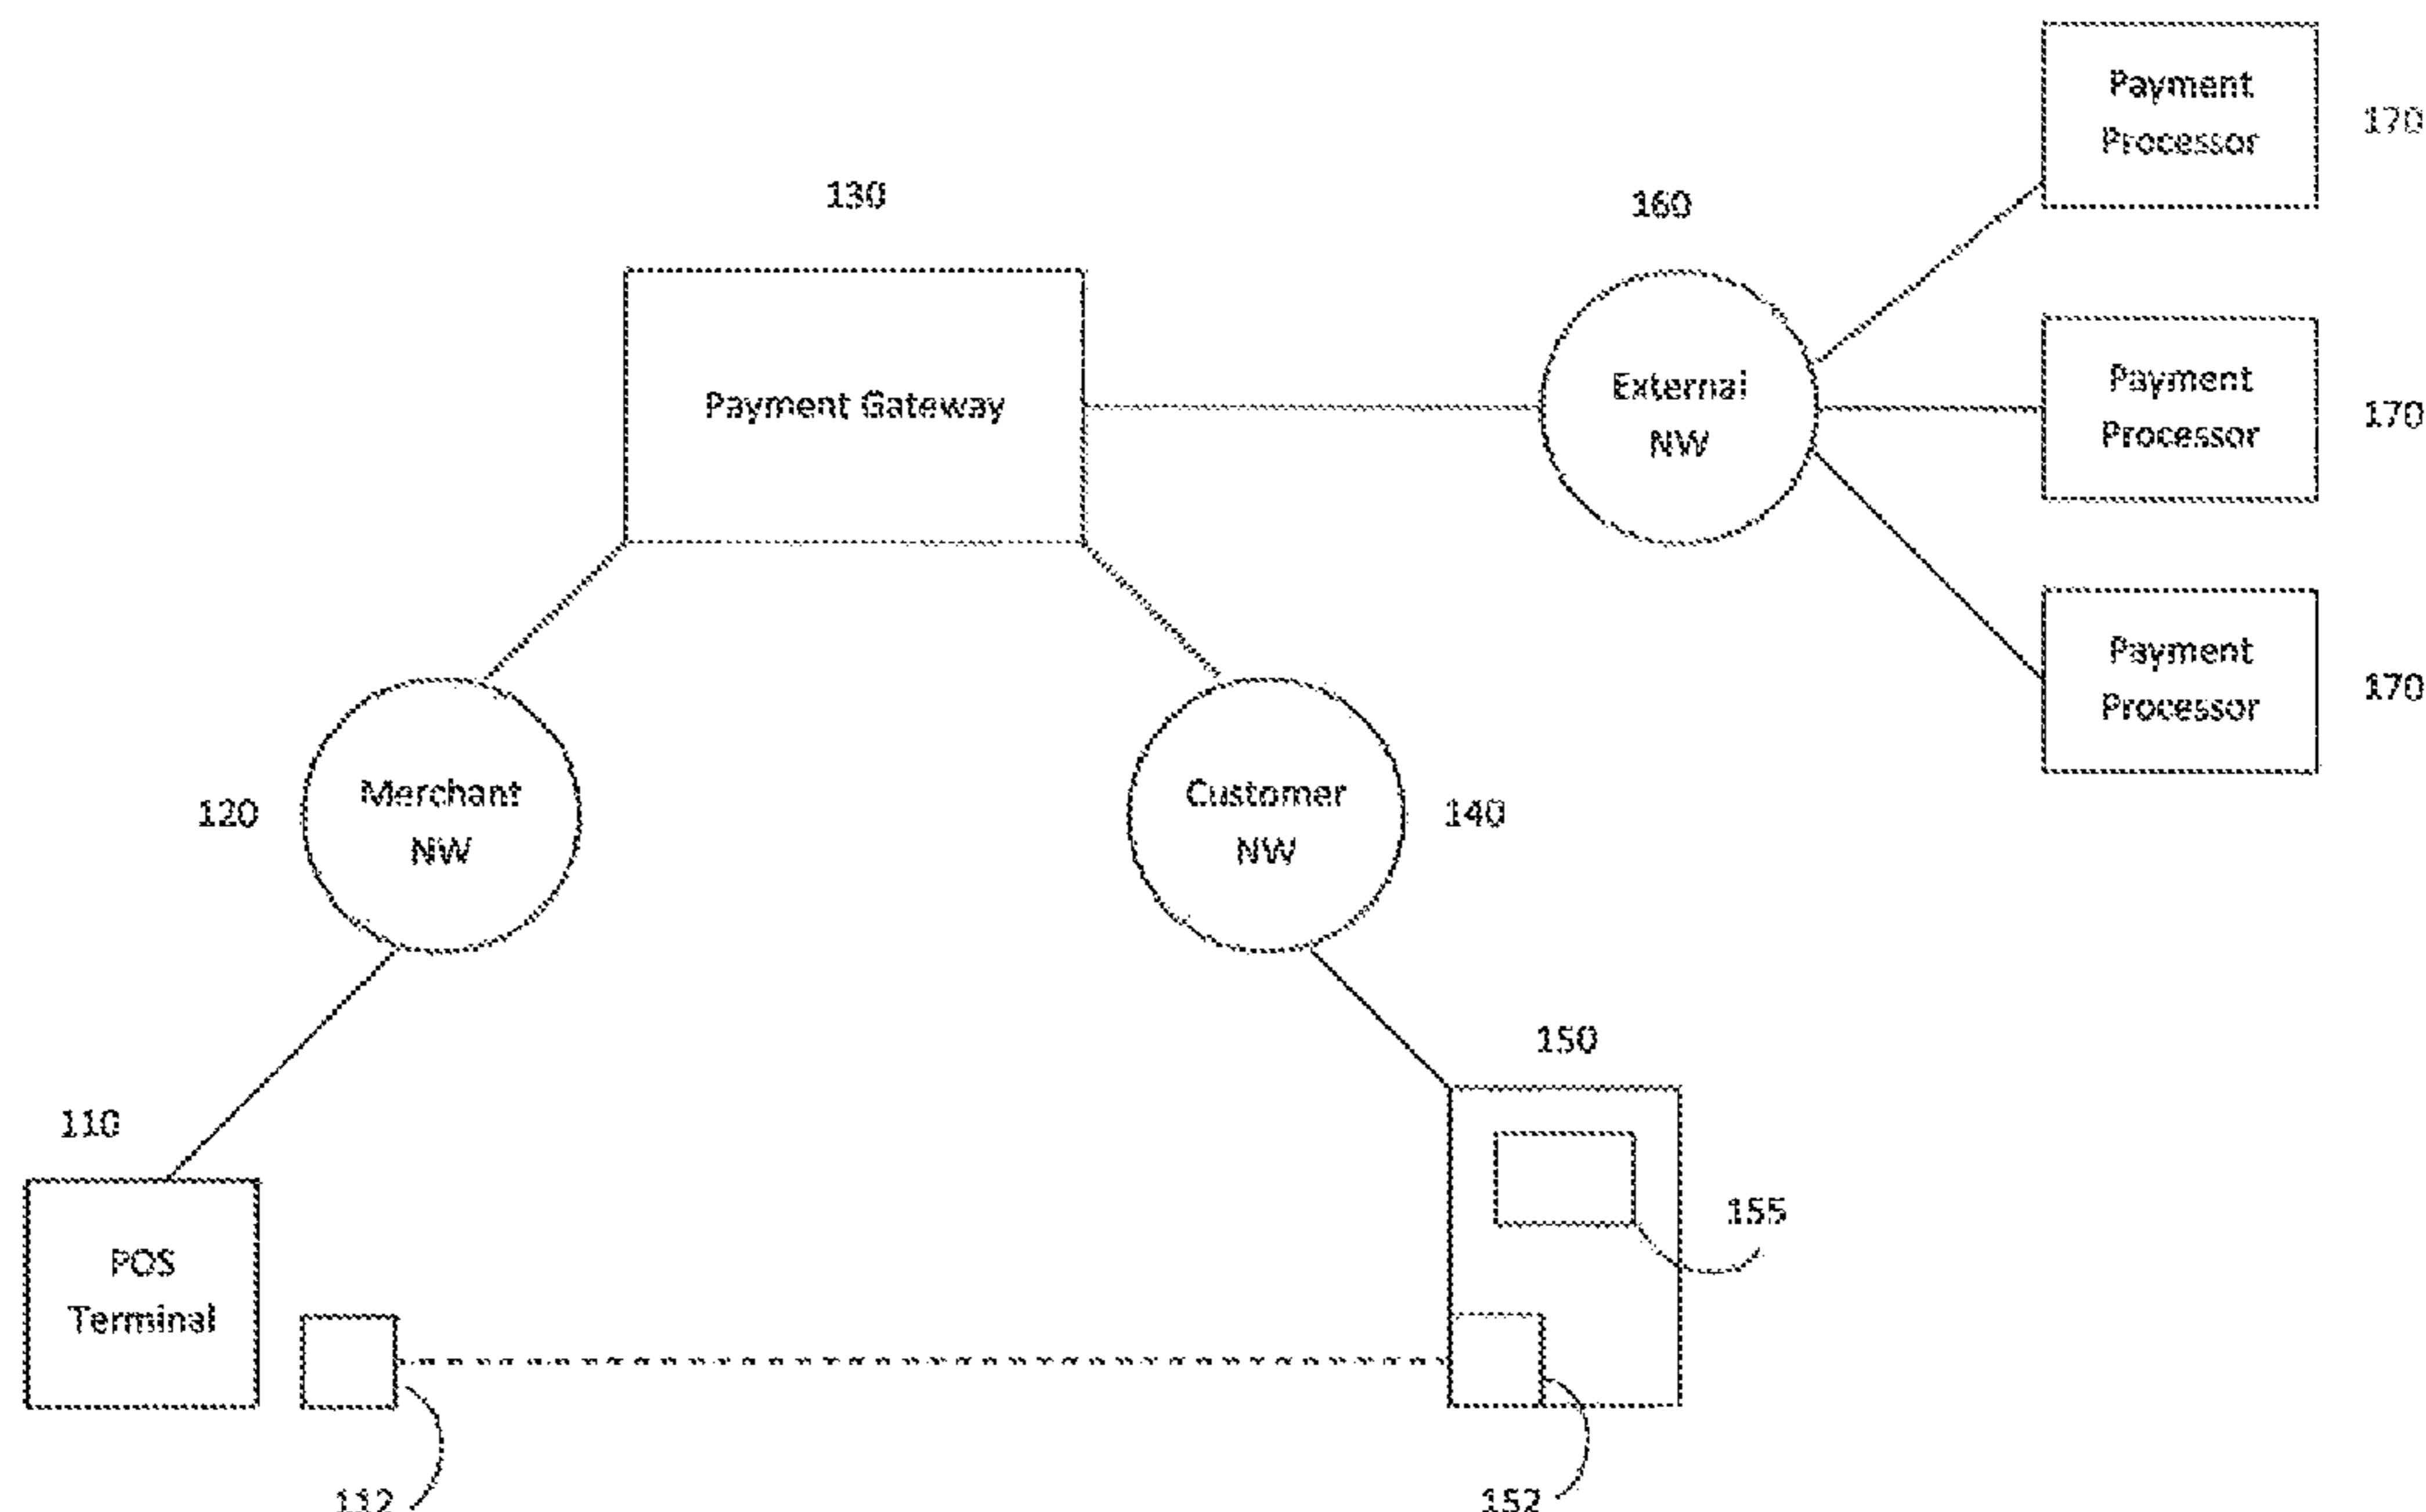 Payment
Processor
170
130
160
Payment Gateway
External
NW
Payment
Processor
170
Payment
Processor
170
120
Merchant
NW
Customer
NW
140
150
110
POS
Terminal
155
112
152